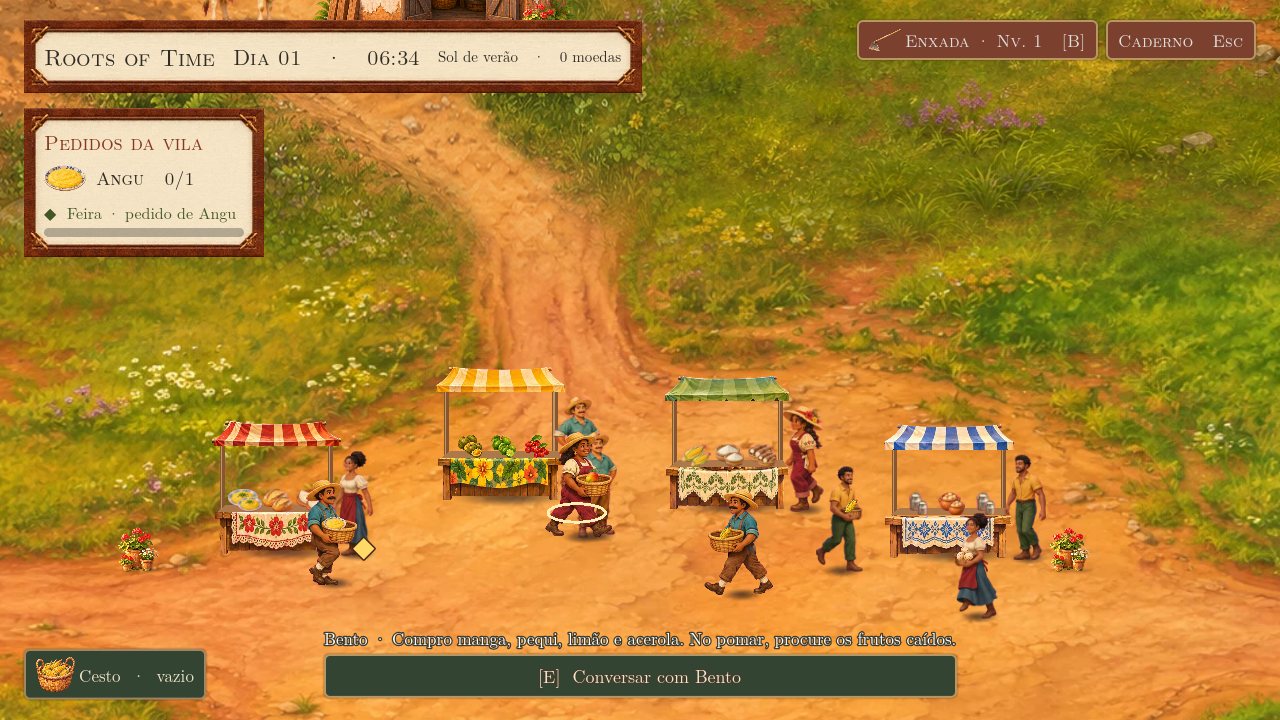 Roots of Time Dia 01 · 06:34 Sol de verão · 0 moedas
Enxada · Nv. 1 [B]
Caderno Esc
Pedidos da vila
Angu 0/1
◆ Feira · pedido de Angu
Bento · Compro manga, pequi, limão e acerola. No pomar, procure os frutos caídos.
Cesto · vazio
[E] Conversar com Bento